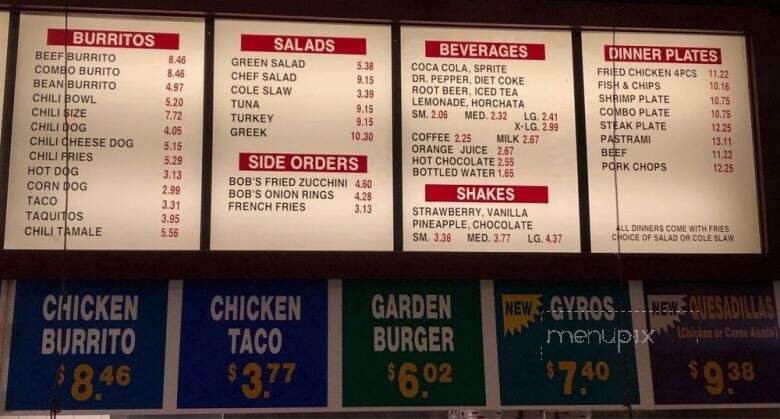 BURRITOS
BEEF BURRITO 8.46
COMBO BURITO 8.46
BEAN BURRITO 4.97
CHILI BOWL 5.20
CHILI SIZE 7.72
CHILI DOG 4.05
CHILI CHEESE DOG 5.15
CHILI FRIES 5.29
HOT DOG 3.13
CORN DOG 2.99
TACO 3.31
TAQUITOS 3.95
CHILI TAMALE 5.56
SALADS
GREEN SALAD 5.38
CHEF SALAD 9.15
COLE SLAW 3.39
TUNA 9.15
TURKEY 9.15
GREEK 10.30
SIDE ORDERS
BOB'S FRIED ZUCCHINI 4.60
BOB'S ONION RINGS 4.28
FRENCH FRIES 3.13
BEVERAGES
COCA COLA, SPRITE
DR. PEPPER, DIET COKE
ROOT BEER, ICED TEA
LEMONADE, HORCHATA
SM. 2.06 MED. 2.32 LG. 2.41
X-LG. 2.99
COFFEE 2.25 MILK 2.67
ORANGE JUICE 2.67
HOT CHOCOLATE 2.55
BOTTLED WATER 1.65
SHAKES
STRAWBERRY, VANILLA
PINEAPPLE, CHOCOLATE
SM. 3.36 MED. 3.77 LG. 4.37
DINNER PLATES
FRIED CHICKEN 4PCS 11.22
FISH & CHIPS 10.16
SHRIMP PLATE 10.75
COMBO PLATE 10.75
STEAK PLATE 12.25
PASTRAMI 13.11
BEEF 11.22
PORK CHOPS 12.25
ALL DINNERS COME WITH FRIES
CHOICE OF SALAD OR COLE SLAW
CHICKEN
BURRITO
$8.46
CHICKEN
TACO
$3.77
GARDEN
BURGER
$6.02
NEW GYROS
$7.40
NEW QUESADILLAS
(Chicken or Carne Asada)
$9.38
menupix